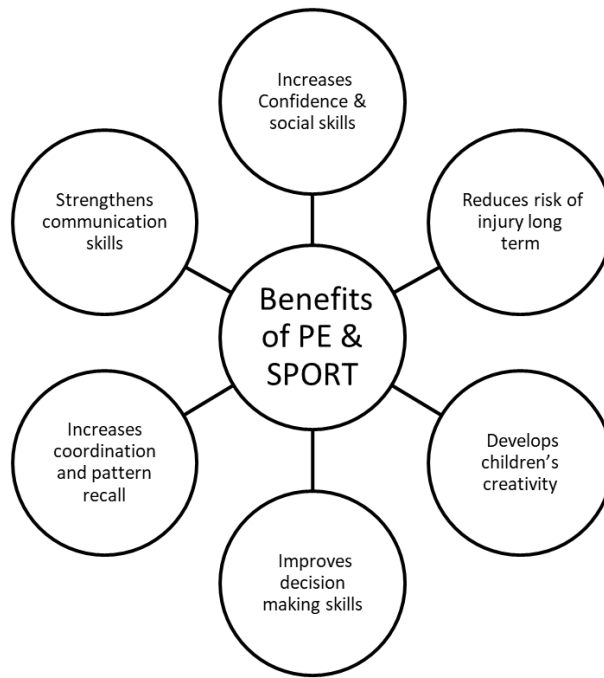 Increases
Confidence &
social skills
Strengthens
communication
skills
Reduces risk of
injury long
term
Benefits
of PE &
SPORT
Increases
coordination
and pattern
recall
Develops
children’s
creativity
Improves
decision
making skills